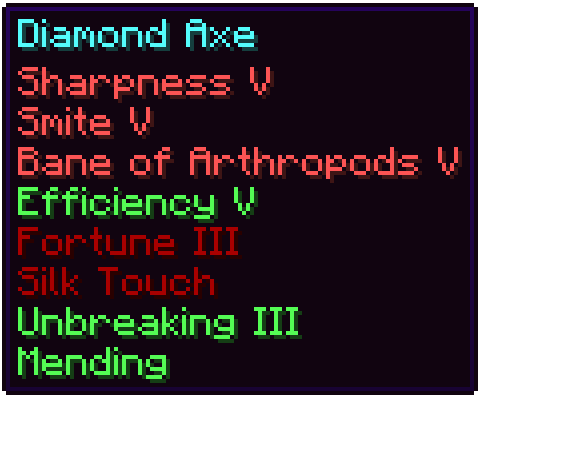 Diamond Axe
Sharpness V
Smite V
Bane of Arthropods V
Efficiency V
Fortune III
Silk Touch
Unbreaking III
Mending